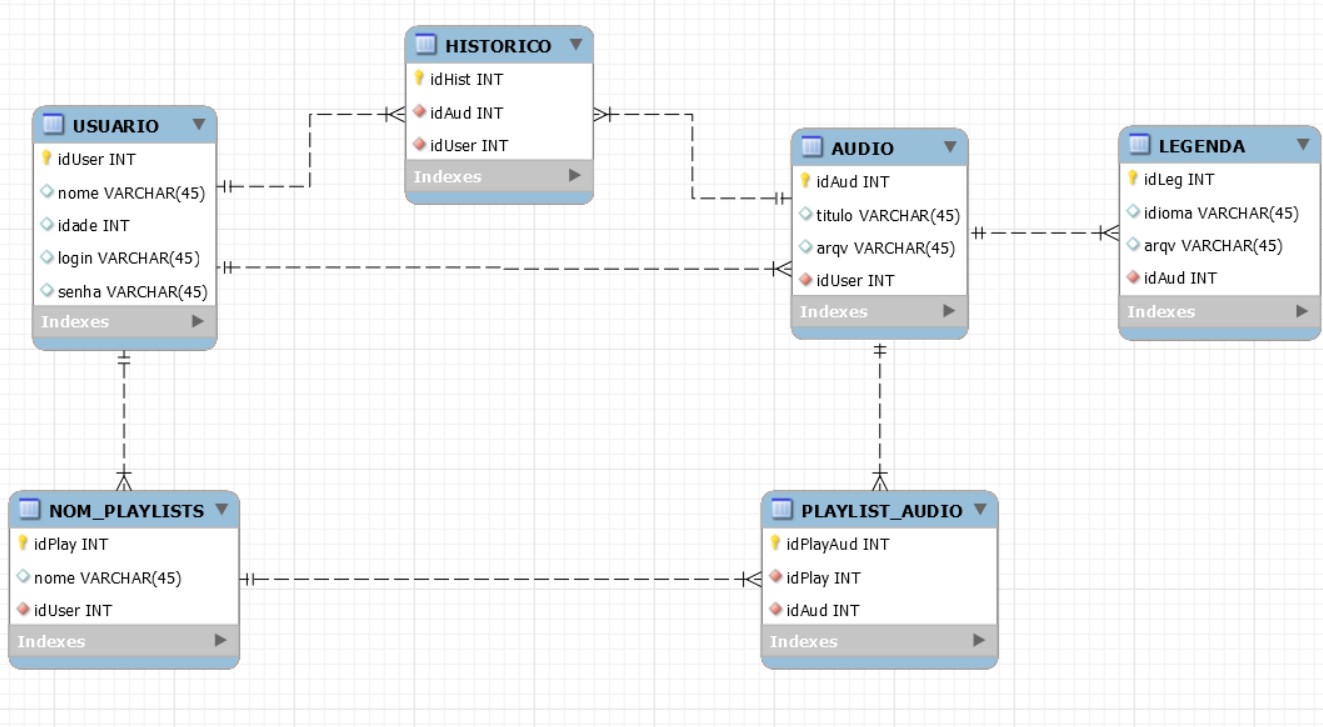 HISTORICO
idHist INT
idAud INT
idUser INT
Indexes
USUARIO
idUser INT
nome VARCHAR(45)
idade INT
login VARCHAR(45)
senha VARCHAR(45)
Indexes
AUDIO
idAud INT
titulo VARCHAR(45)
arqv VARCHAR(45)
idUser INT
Indexes
LEGENDA
idLeg INT
idioma VARCHAR(45)
arqv VARCHAR(45)
idAud INT
Indexes
NOM_PLAYLISTS
idPlay INT
nome VARCHAR(45)
idUser INT
Indexes
PLAYLIST_AUDIO
idPlayAud INT
idPlay INT
idAud INT
Indexes